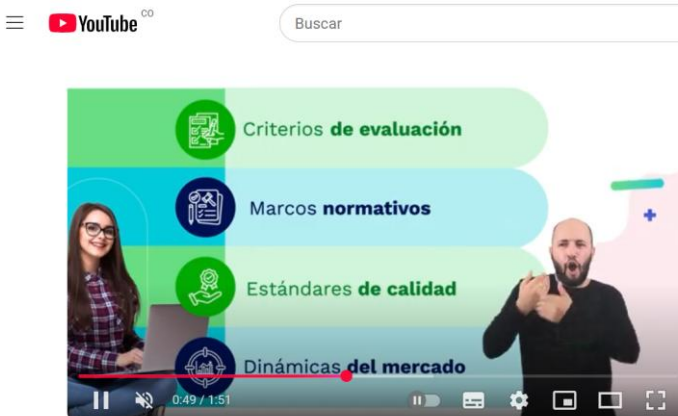 YouTube CO
Buscar
Criterios de evaluación
Marcos normativos
Estándares de calidad
Dinámicas del mercado
0:49 / 1:51